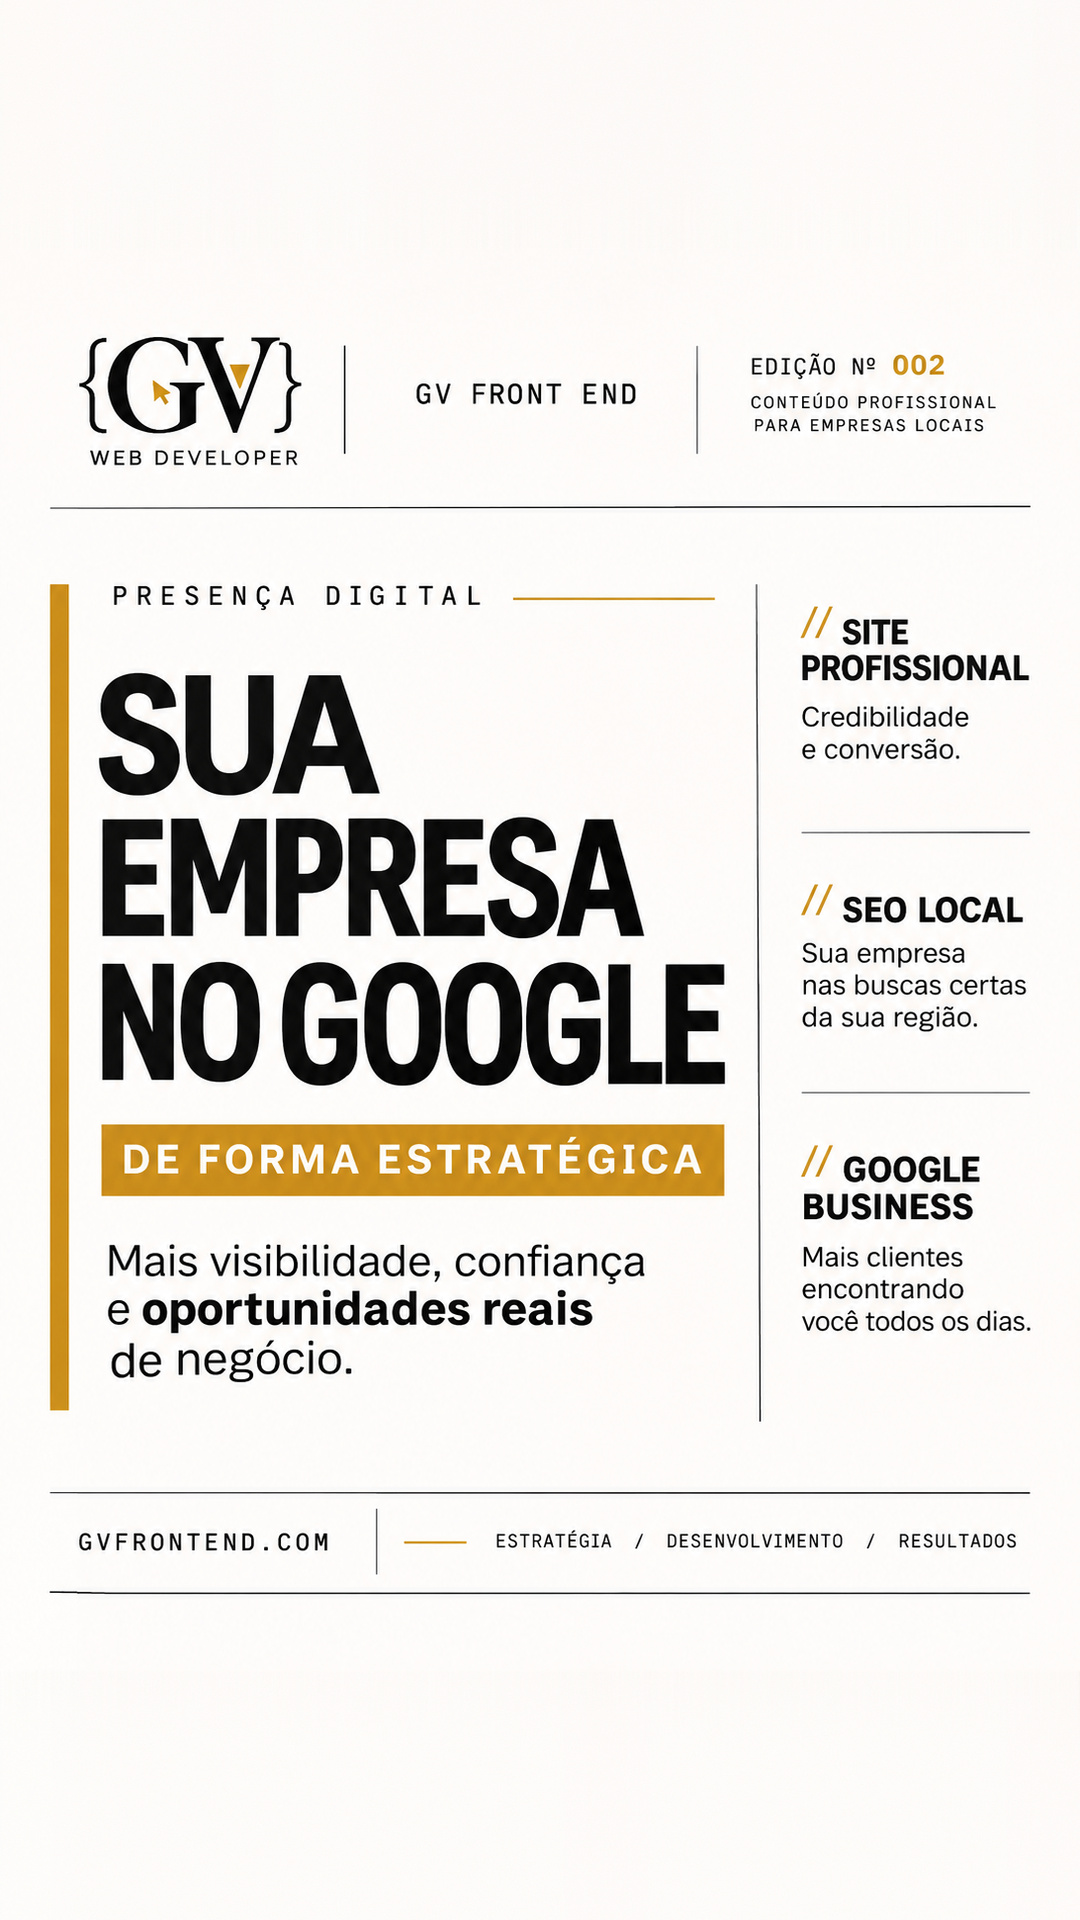 {GV}
WEB DEVELOPER
GV FRONT END
EDIÇÃO Nº 002
CONTEÚDO PROFISSIONAL
PARA EMPRESAS LOCAIS
PRESENÇA DIGITAL
SUA
EMPRESA
NO GOOGLE
DE FORMA ESTRATÉGICA
Mais visibilidade, confiança
e oportunidades reais
de negócio.
// SITE
PROFISSIONAL
Credibilidade
e conversão.
// SEO LOCAL
Sua empresa
nas buscas certas
da sua região.
// GOOGLE
BUSINESS
Mais clientes
encontrando
você todos os dias.
GVFRONTEND.COM
ESTRATÉGIA / DESENVOLVIMENTO / RESULTADOS